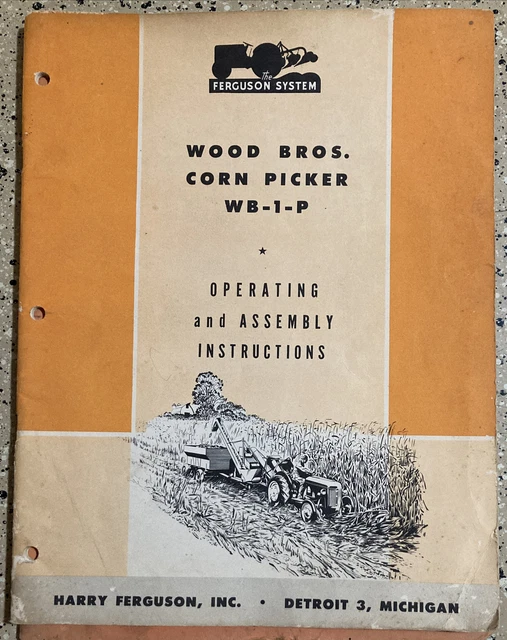 The
FERGUSON SYSTEM
WOOD BROS.
CORN PICKER
WB-1-P
OPERATING
and ASSEMBLY
INSTRUCTIONS
HARRY FERGUSON, INC. • DETROIT 3, MICHIGAN